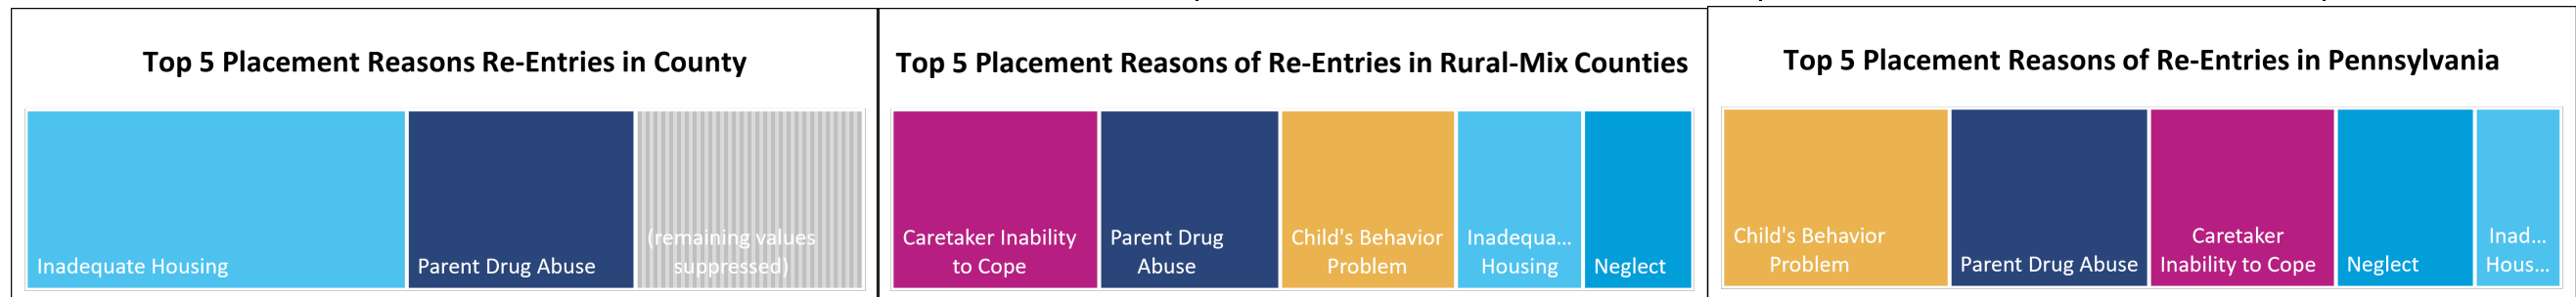 Top 5 Placement Reasons Re-Entries in County
Inadequate Housing
Parent Drug Abuse
(remaining values
suppressed)
Top 5 Placement Reasons of Re-Entries in Rural-Mix Counties
Caretaker Inability
to Cope
Parent Drug
Abuse
Child's Behavior
Problem
Inadequa...
Housing
Neglect
Top 5 Placement Reasons of Re-Entries in Pennsylvania
Child's Behavior
Problem
Parent Drug Abuse
Caretaker
Inability to Cope
Neglect
Inad...
Hous...